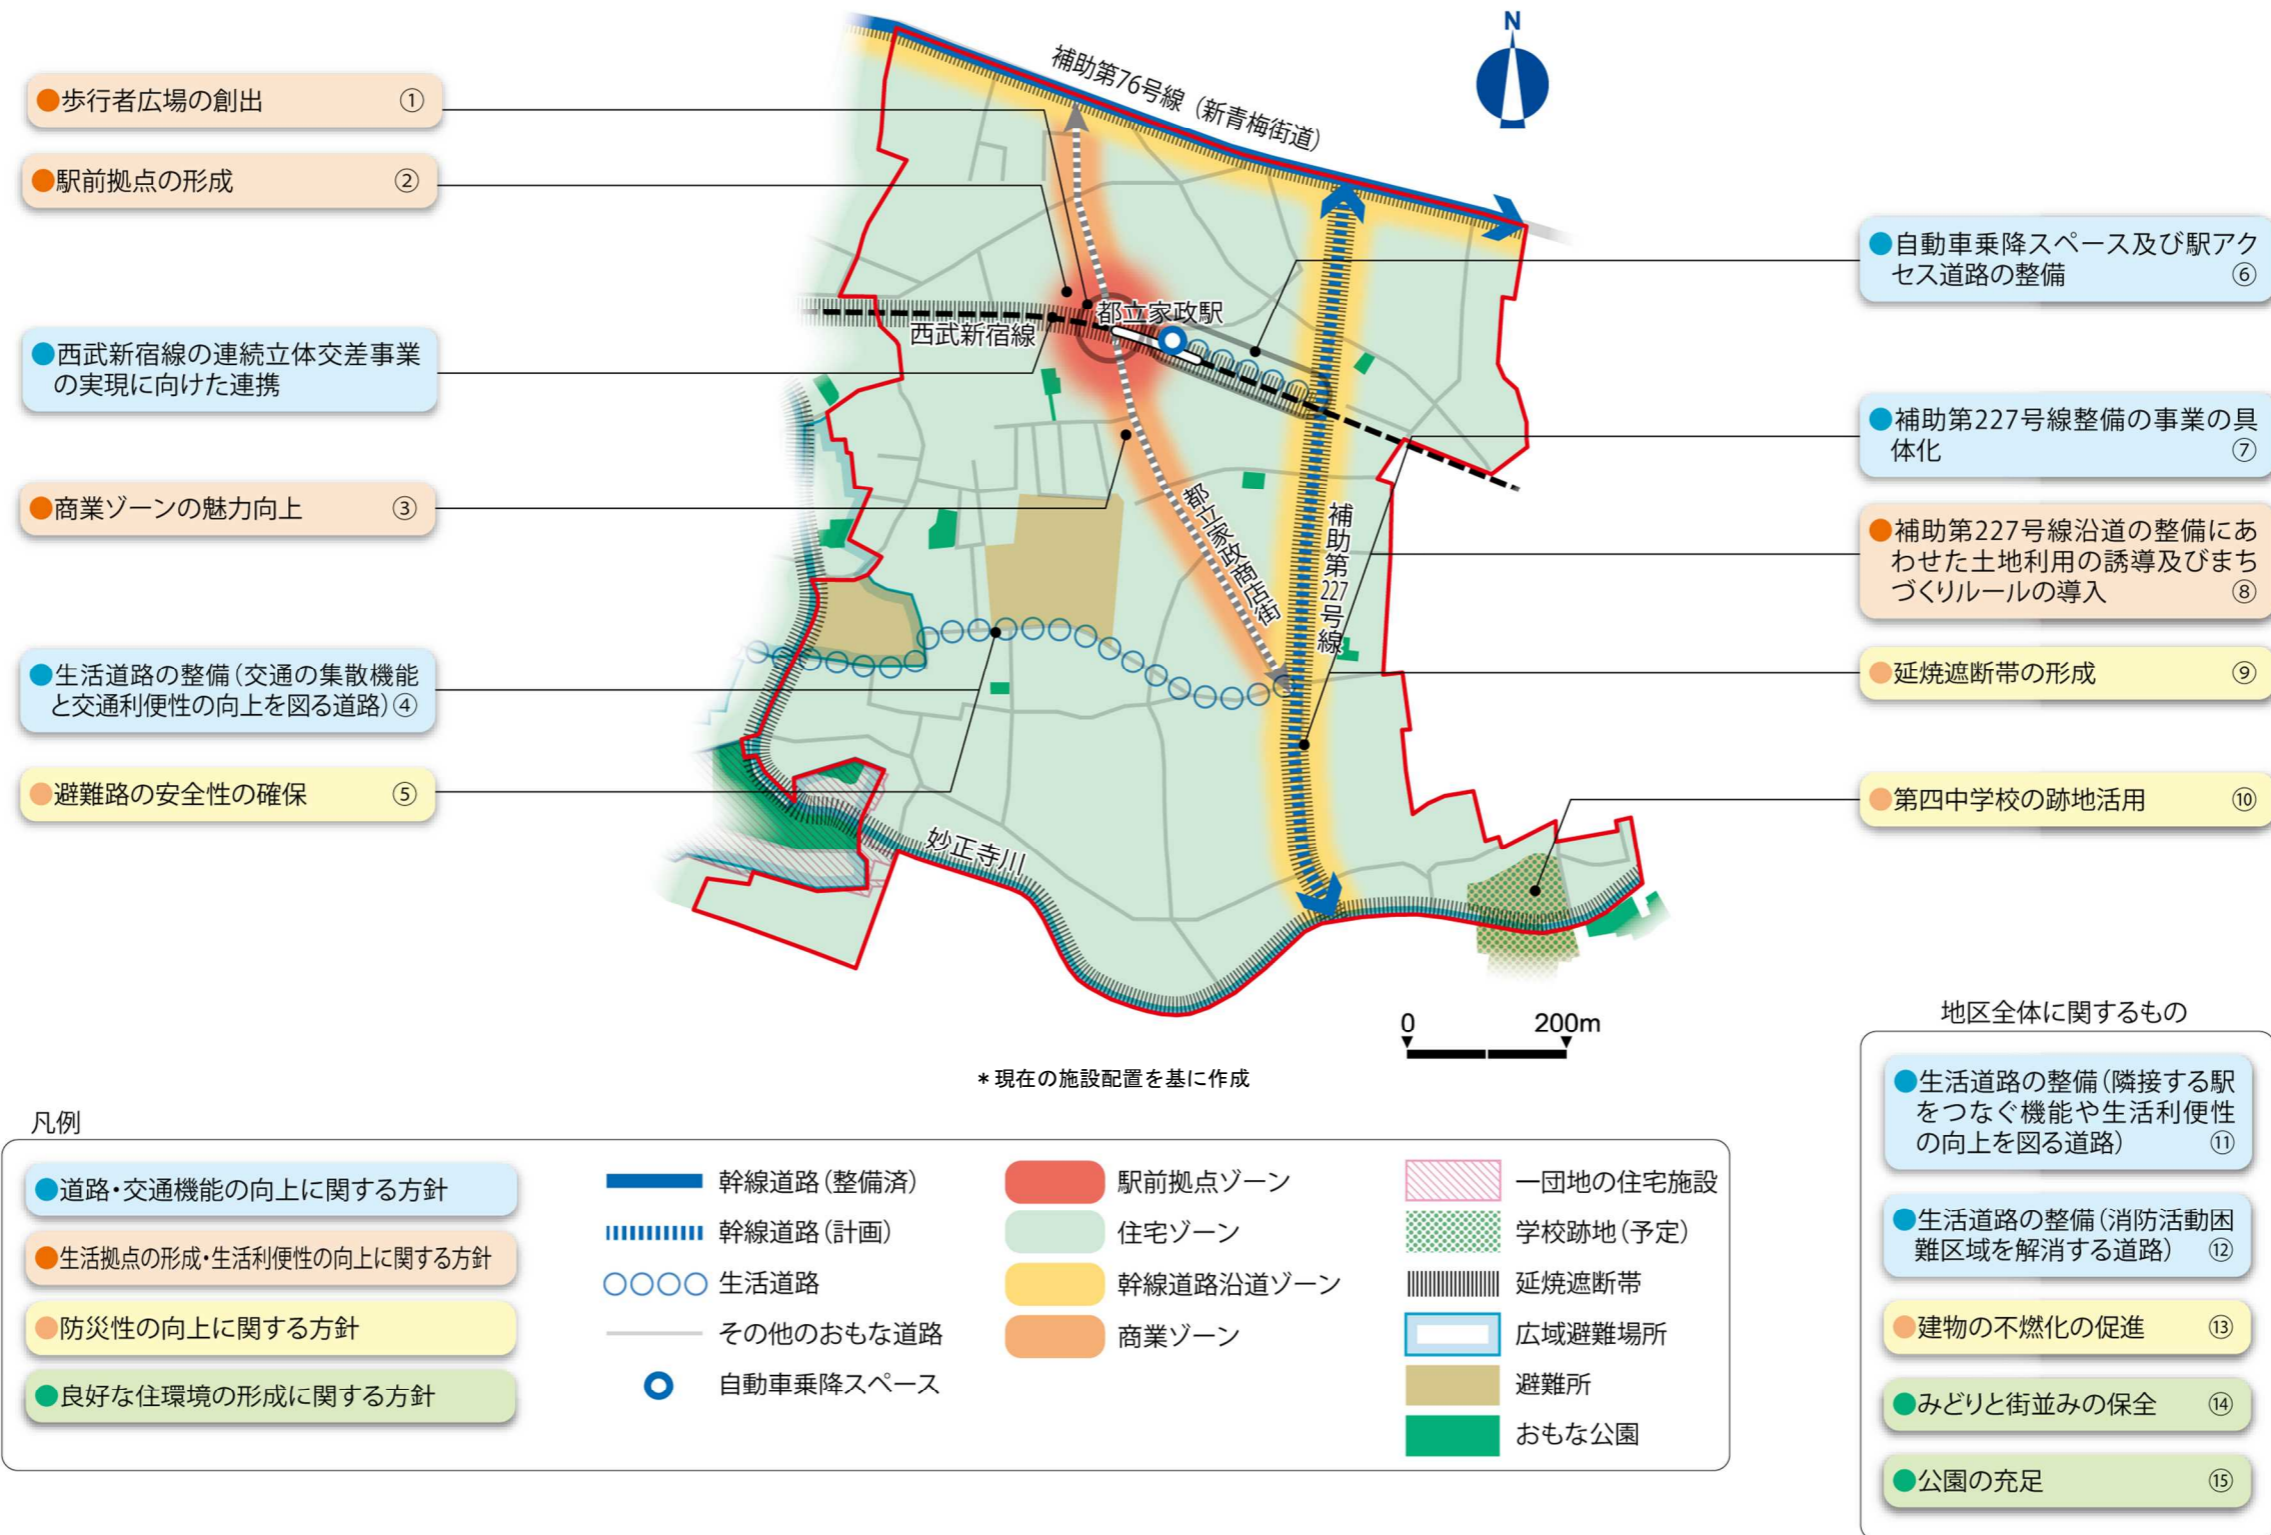 ●歩行者広場の創出 ①
●駅前拠点の形成 ②
●西武新宿線の連続立体交差事業
の実現に向けた連携
●商業ゾーンの魅力向上 ③
●生活道路の整備（交通の集散機能
と交通利便性の向上を図る道路）④
●避難路の安全性の確保 ⑤
N
補助第76号線（新青梅街道）
都立家政駅
西武新宿線
都立家政商店街
補助第227号線
妙正寺川
●自動車乗降スペース及び駅アク
セス道路の整備 ⑥
●補助第227号線整備の事業の具
体化 ⑦
●補助第227号線沿道の整備にあ
わせた土地利用の誘導及びまち
づくりルールの導入 ⑧
●延焼遮断帯の形成 ⑨
●第四中学校の跡地活用 ⑩
0 200m
＊現在の施設配置を基に作成
地区全体に関するもの
●生活道路の整備（隣接する駅
をつなぐ機能や生活利便性
の向上を図る道路） ⑪
●生活道路の整備（消防活動困
難区域を解消する道路） ⑫
●建物の不燃化の促進 ⑬
●みどりと街並みの保全 ⑭
●公園の充足 ⑮
凡例
●道路・交通機能の向上に関する方針
●生活拠点の形成・生活利便性の向上に関する方針
●防災性の向上に関する方針
●良好な住環境の形成に関する方針
幹線道路（整備済）
幹線道路（計画）
生活道路
その他のおもな道路
自動車乗降スペース
駅前拠点ゾーン
住宅ゾーン
幹線道路沿道ゾーン
商業ゾーン
一団地の住宅施設
学校跡地（予定）
延焼遮断帯
広域避難場所
避難所
おもな公園